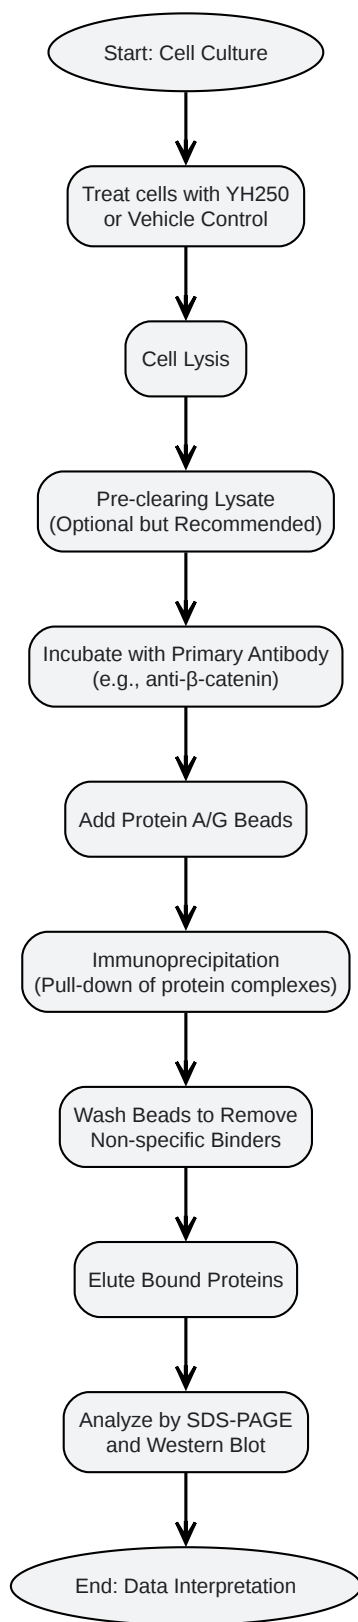 Start: Cell Culture
Treat cells with YH250
or Vehicle Control
Cell Lysis
Pre-clearing Lysate
(Optional but Recommended)
Incubate with Primary Antibody
(e.g., anti-β-catenin)
Add Protein A/G Beads
Immunoprecipitation
(Pull-down of protein complexes)
Wash Beads to Remove
Non-specific Binders
Elute Bound Proteins
Analyze by SDS-PAGE
and Western Blot
End: Data Interpretation